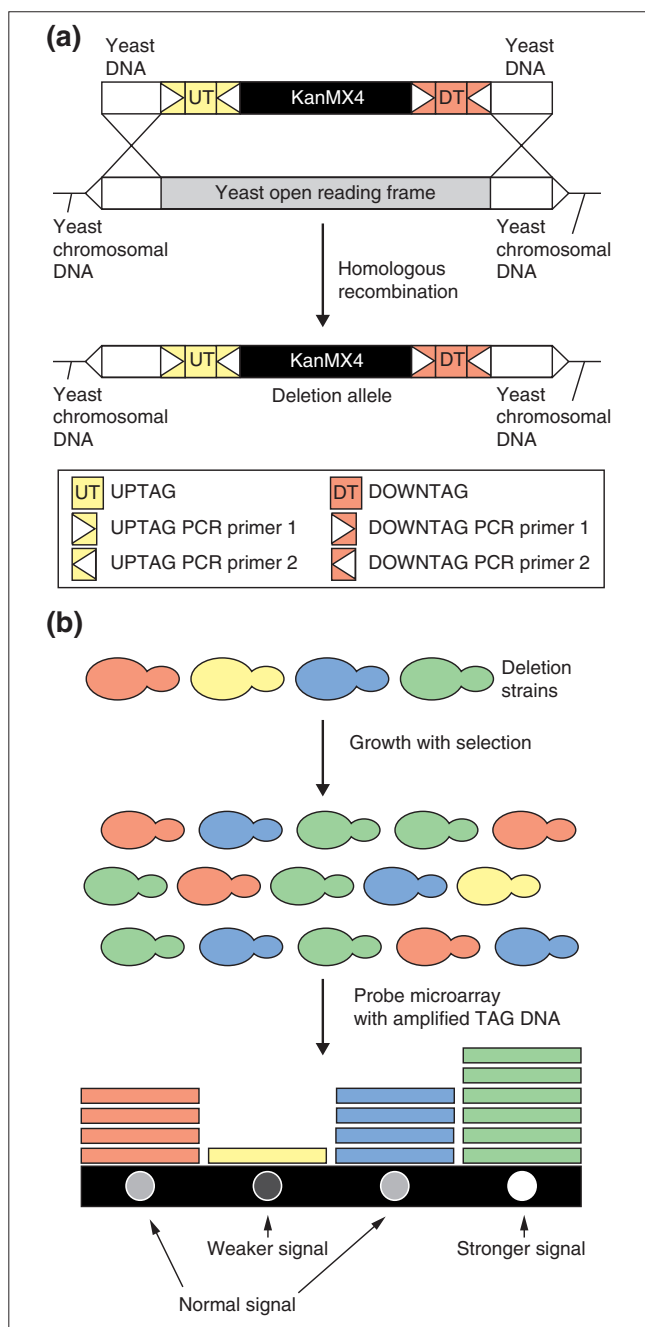 (a)
Yeast
DNA
Yeast
DNA
UT
KanMX4
DT
Yeast open reading frame
Yeast
chromosomal
DNA
Yeast
chromosomal
DNA
Homologous
recombination
UT
KanMX4
DT
Yeast
chromosomal
DNA
Deletion allele
Yeast
chromosomal
DNA
UT UPTAG
DT DOWNTAG
UPTAG PCR primer 1
DOWNTAG PCR primer 1
UPTAG PCR primer 2
DOWNTAG PCR primer 2
(b)
Deletion
strains
Growth with selection
Probe microarray
with amplified TAG DNA
Weaker signal
Stronger signal
Normal signal